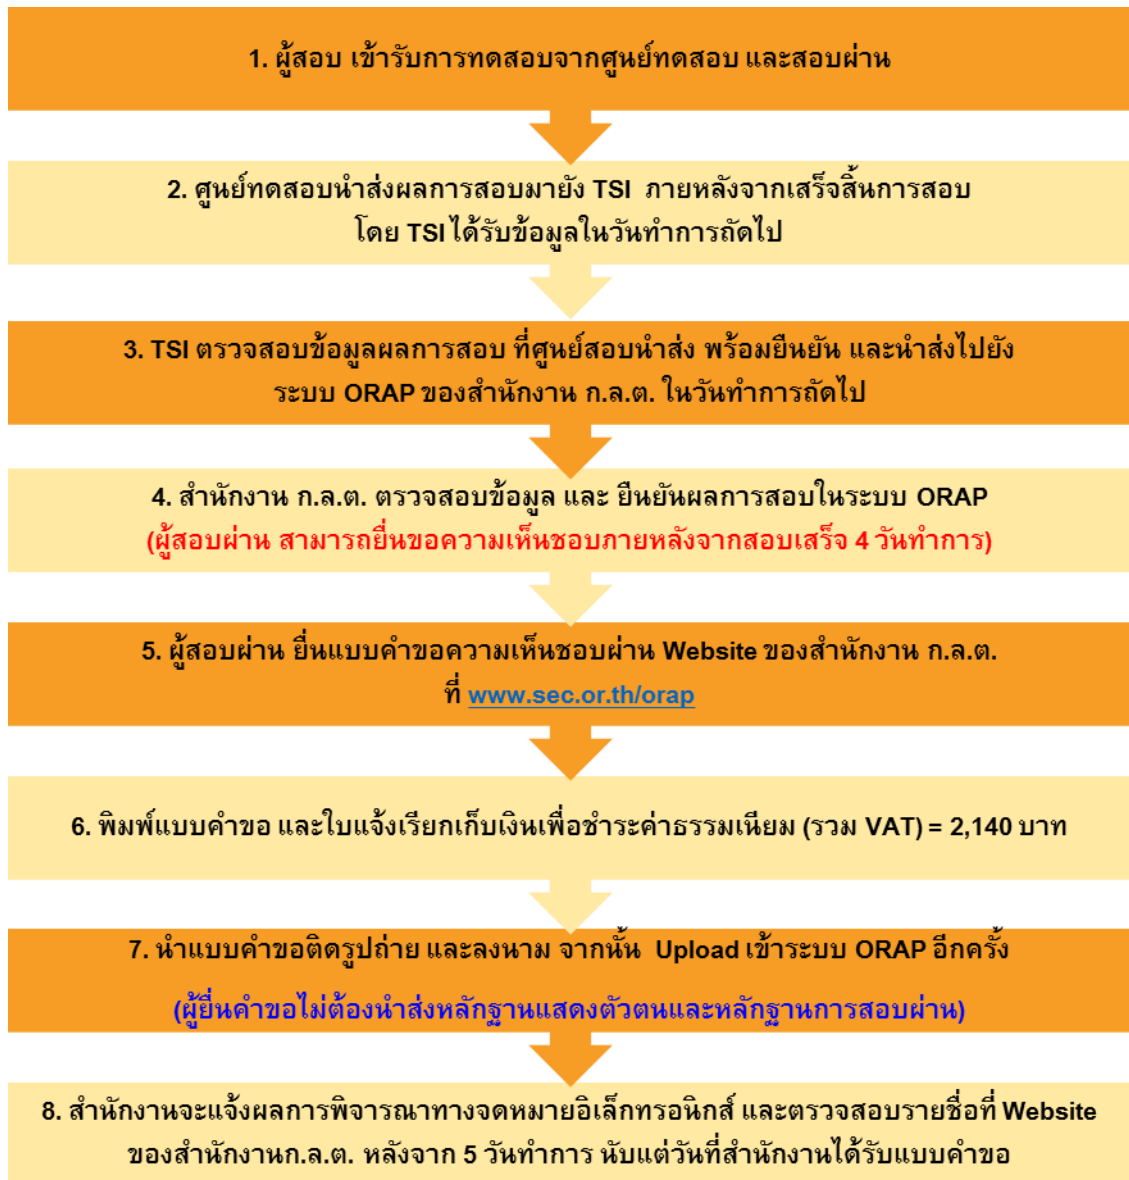 1. ผู้สอบ เข้ารับการทดสอบจากศูนย์ทดสอบ และสอบผ่าน
2. ศูนย์ทดสอบนำส่งผลการสอบมายัง TSI ภายหลังจากเสร็จสิ้นการสอบ
โดย TSI ได้รับข้อมูลในวันทำการถัดไป
3. TSI ตรวจสอบข้อมูลผลการสอบ ที่ศูนย์สอบนำส่ง พร้อมยืนยัน และนำส่งไปยัง
ระบบ ORAP ของสำนักงาน ก.ล.ต. ในวันทำการถัดไป
4. สำนักงาน ก.ล.ต. ตรวจสอบข้อมูล และ ยืนยันผลการสอบในระบบ ORAP
(ผู้สอบผ่าน สามารถยื่นขอความเห็นชอบภายหลังจากสอบเสร็จ 4 วันทำการ)
5. ผู้สอบผ่าน ยื่นแบบคำขอความเห็นชอบผ่าน Website ของสำนักงาน ก.ล.ต.
ที่ www.sec.or.th/orap
6. พิมพ์แบบคำขอ และใบแจ้งเรียกเก็บเงินเพื่อชำระค่าธรรมเนียม (รวม VAT) = 2,140 บาท
7. นำแบบคำขอติดรูปถ่าย และลงนาม จากนั้น Upload เข้าระบบ ORAP อีกครั้ง
(ผู้ยื่นคำขอไม่ต้องนำส่งหลักฐานแสดงตัวตนและหลักฐานการสอบผ่าน)
8. สำนักงานจะแจ้งผลการพิจารณาทางจดหมายอิเล็กทรอนิกส์ และตรวจสอบรายชื่อที่ Website
ของสำนักงานก.ล.ต. หลังจาก 5 วันทำการ นับแต่วันที่สำนักงานได้รับแบบคำขอ